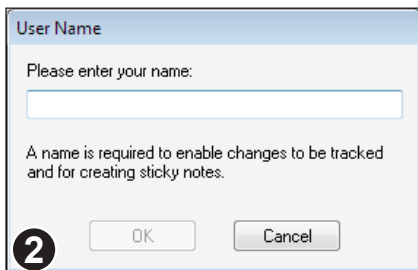 User Name
Please enter your name:
A name is required to enable changes to be tracked
and for creating sticky notes.
OK Cancel
2